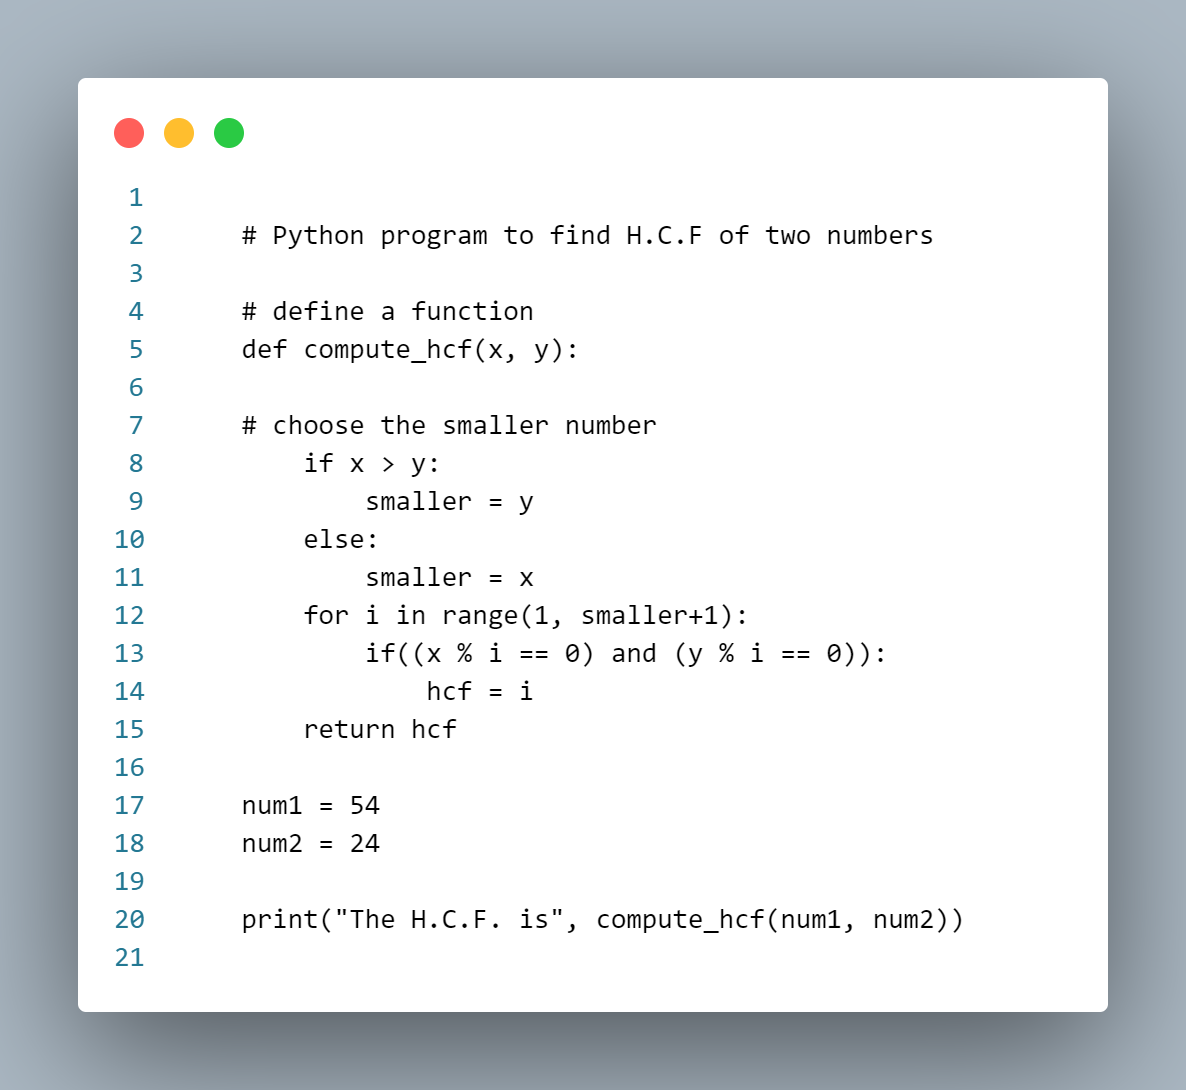 1
2 # Python program to find H.C.F of two numbers
3
4 # define a function
5 def compute_hcf(x, y):
6
7 # choose the smaller number
8     if x > y:
9         smaller = y
10     else:
11         smaller = x
12     for i in range(1, smaller+1):
13         if((x % i == 0) and (y % i == 0)):
14             hcf = i
15     return hcf
16
17 num1 = 54
18 num2 = 24
19
20 print("The H.C.F. is", compute_hcf(num1, num2))
21